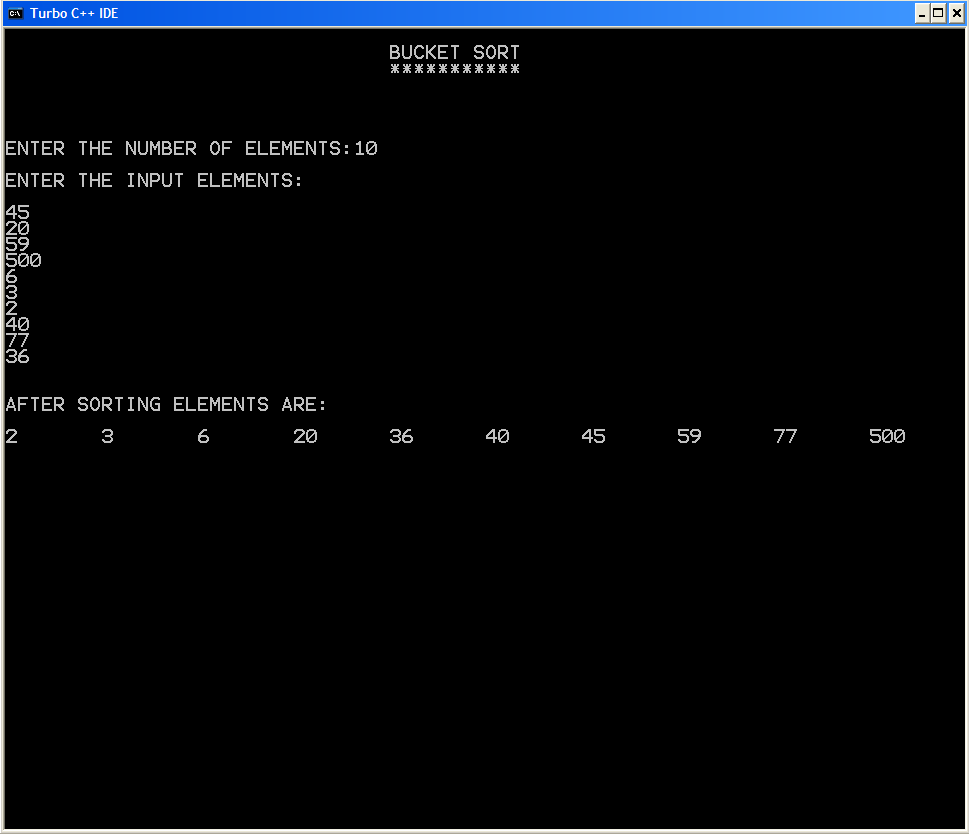 Turbo C++ IDE
BUCKET SORT
***********
ENTER THE NUMBER OF ELEMENTS:10
ENTER THE INPUT ELEMENTS:
45
20
59
500
6
3
2
40
77
36
AFTER SORTING ELEMENTS ARE:
2 3 6 20 36 40 45 59 77 500